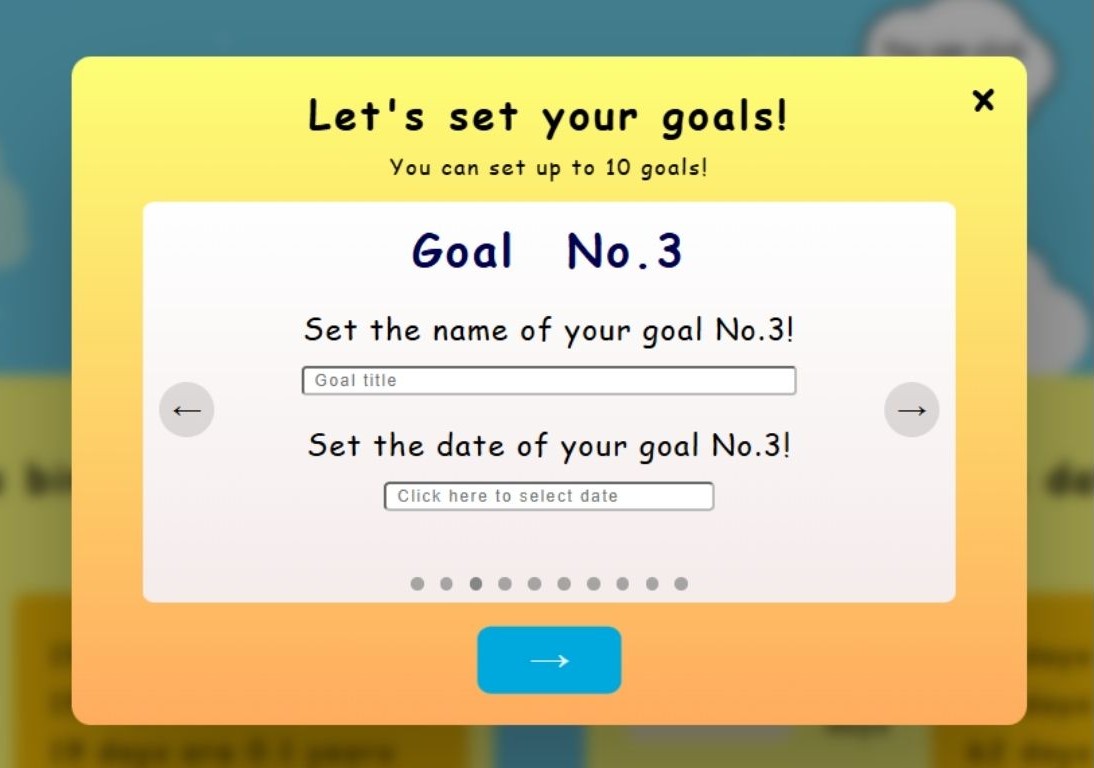 Let's set your goals!
You can set up to 10 goals!
Goal No.3
Set the name of your goal No.3!
Goal title
← →
Set the date of your goal No.3!
Click here to select date
→